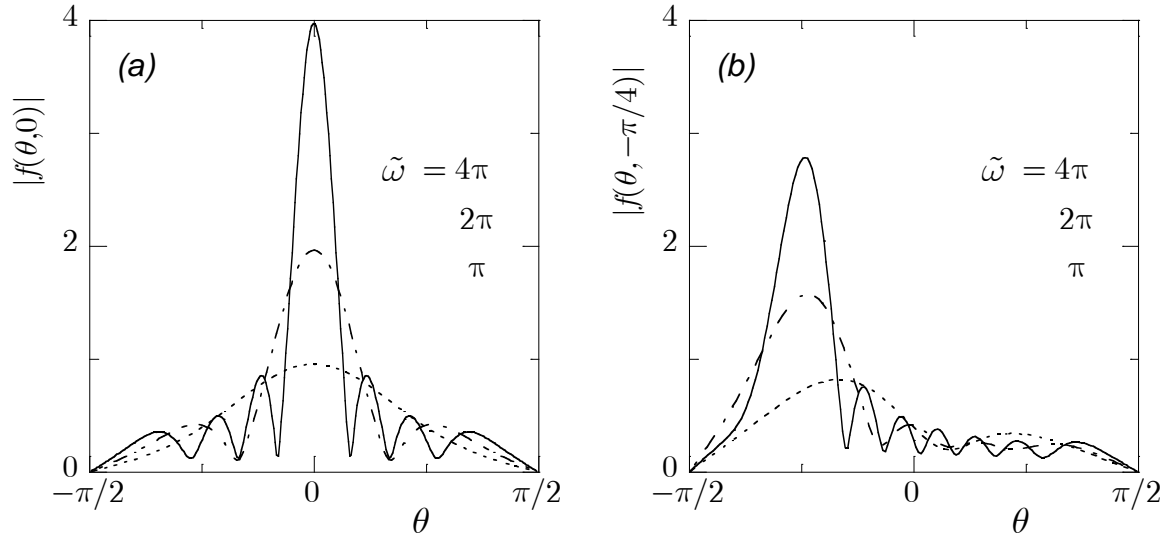 (a)
|f(θ,0)|
4
2
0
ω̃ = 4π
2π
π
−π/2
0
π/2
θ
(b)
|f(θ,−π/4)|
4
2
0
ω̃ = 4π
2π
π
−π/2
0
π/2
θ